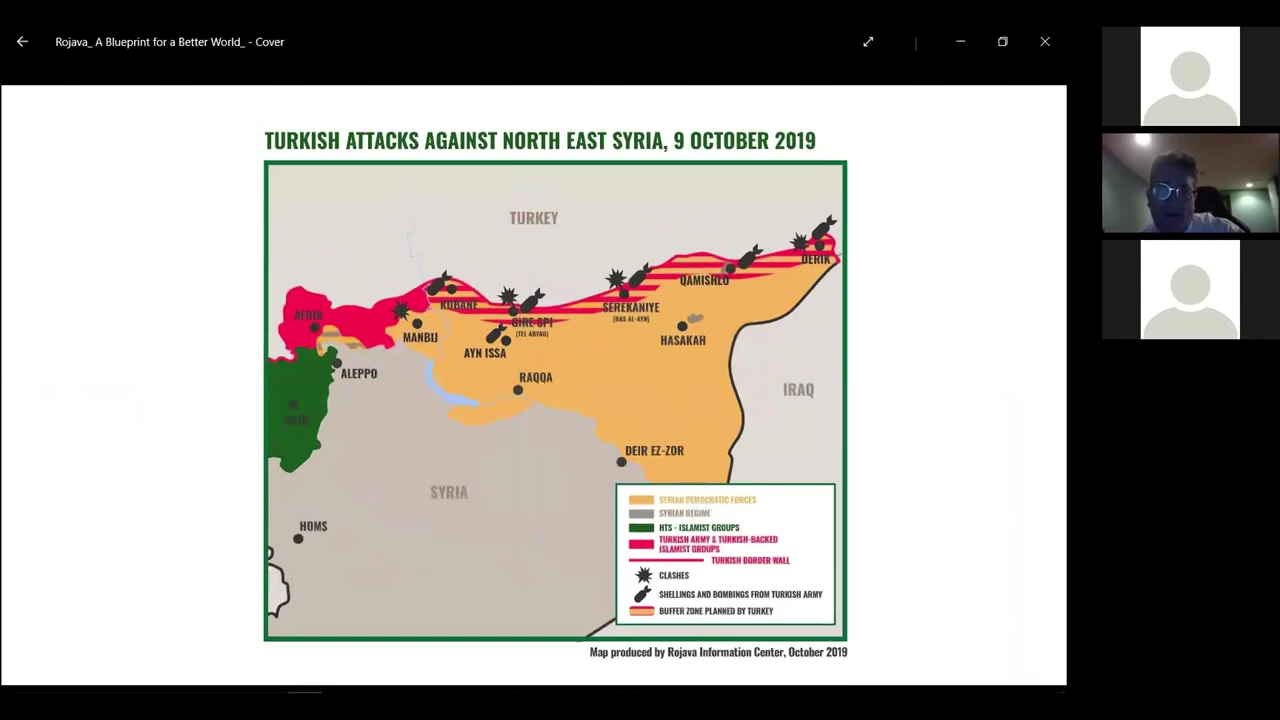 Rojava_ A Blueprint for a Better World_ - Cover
TURKISH ATTACKS AGAINST NORTH EAST SYRIA, 9 OCTOBER 2019
TURKEY
DERIK
QAMISHLO
KOBANE
SEREKANIYE
(RAS AL-AYN)
AFRIN
GIRE SPI
(TEL ABYAD)
MANBIJ
HASAKAH
AYN ISSA
ALEPPO
RAQQA
IRAQ
IDLIB
DEIR EZ-ZOR
SYRIA
HOMS
SYRIAN DEMOCRATIC FORCES
SYRIAN REGIME
HTS - ISLAMIST GROUPS
TURKISH ARMY & TURKISH-BACKED
ISLAMIST GROUPS
TURKISH BORDER WALL
CLASHES
SHELLINGS AND BOMBINGS FROM TURKISH ARMY
BUFFER ZONE PLANNED BY TURKEY
Map produced by Rojava Information Center, October 2019